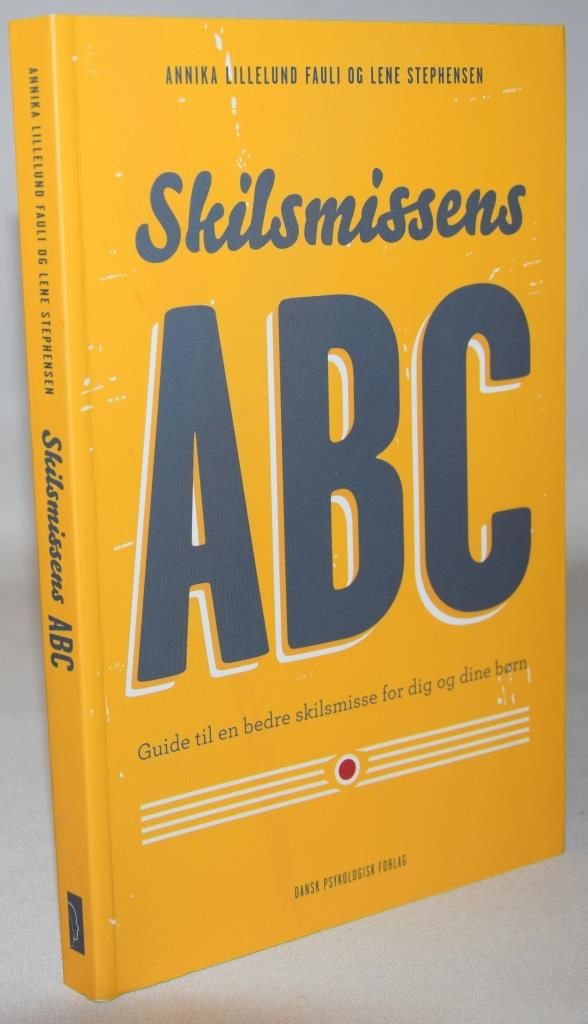 ANNIKA LILLELUND FAULI OG LENE STEPHENSEN
Skilsmissens
ABC
Guide til en bedre skilsmisse for dig og dine børn
DANSK PSYKOLOGISK FORLAG
ANNIKA LILLELUND FAULI OG LENE STEPHENSEN
Skilsmissens ABC